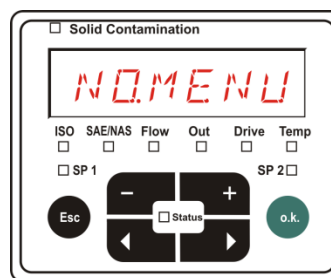 Solid Contamination
NO.MENU
ISO SAE/NAS Flow Out Drive Temp
SP 1 SP 2
- +
Esc Status o.k.